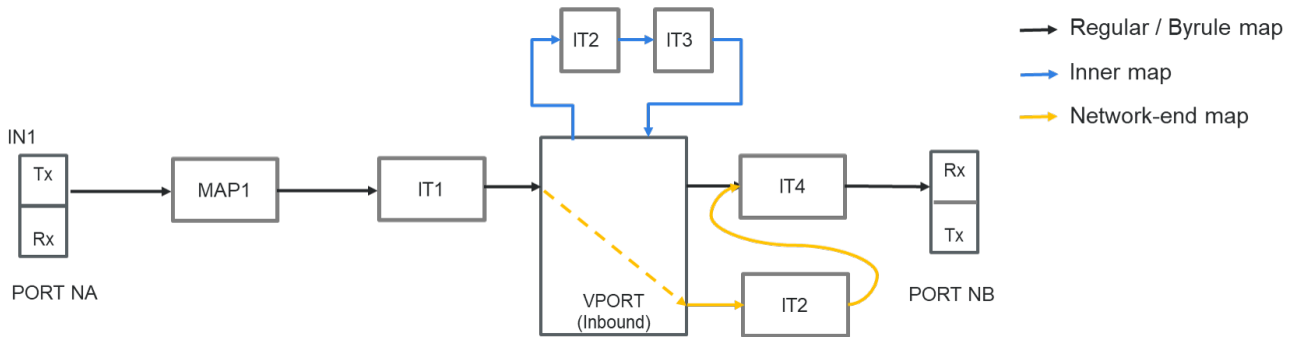 IT2
IT3
Regular / Byrule map
Inner map
Network-end map
IN1
Tx
Rx
MAP1
IT1
IT4
Rx
Tx
PORT NA
VPORT
(Inbound)
IT2
PORT NB